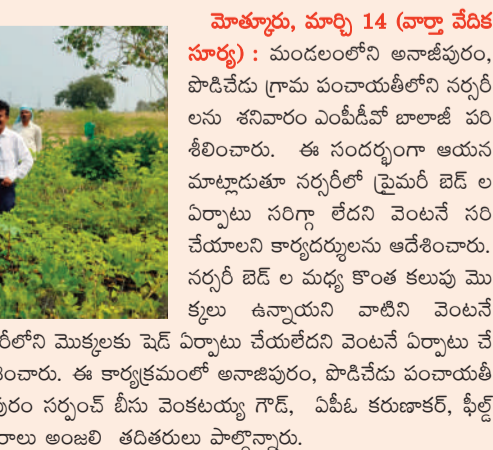 మోత్కూరు, మార్చి 14 (వార్తా వేదిక
సూర్య) : మండలంలోని అనాజీపురం,
పొడిచేడు గ్రామ పంచాయతీలోని నర్సరీ
లను శనివారం ఎంపీడీవో బాలాజీ పరి
శీలించారు. ఈ సందర్భంగా ఆయన
మాట్లాడుతూ నర్సరీలో ప్రైమరీ బెడ్ ల
ఏర్పాటు సరిగ్గా లేదని వెంటనే సరి
చేయాలని కార్యదర్శులను ఆదేశించారు.
నర్సరీ బెడ్ ల మధ్య కొంత కలుపు మొ
క్కలు ఉన్నాయని వాటిని వెంటనే
రీలోని మొక్కలకు షెడ్ ఏర్పాటు చేయలేదని వెంటనే ఏర్పాటు చే
ంచారు. ఈ కార్యక్రమంలో అనాజిపురం, పొడిచేడు పంచాయతీ
పురం సర్పంచ్ బీసు వెంకటయ్య గౌడ్, ఏపీఓ కరుణాకర్, ఫీల్డ్
రాలు అంజలి తదితరులు పాల్గొన్నారు.